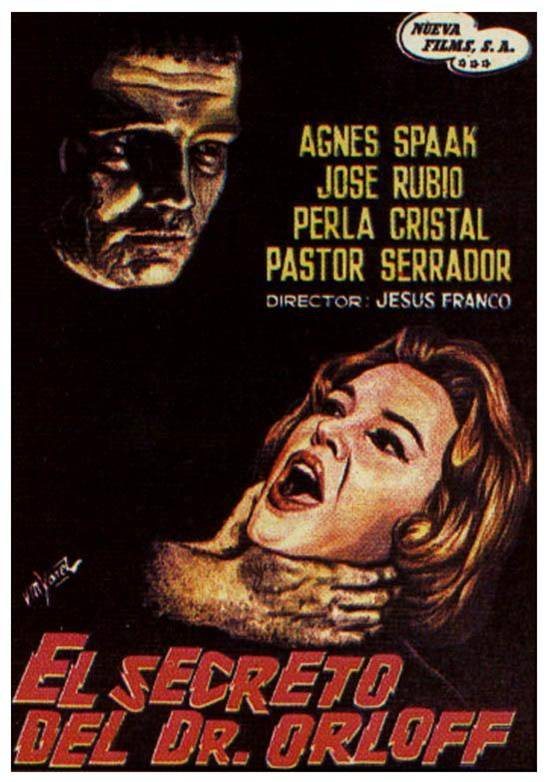 NUEVA
FILMS, S. A.
AGNES SPAAK
JOSE RUBIO
PERLA CRISTAL
PASTOR SERRADOR
DIRECTOR: JESUS FRANCO
EL SECRETO
DEL DR. ORLOFF